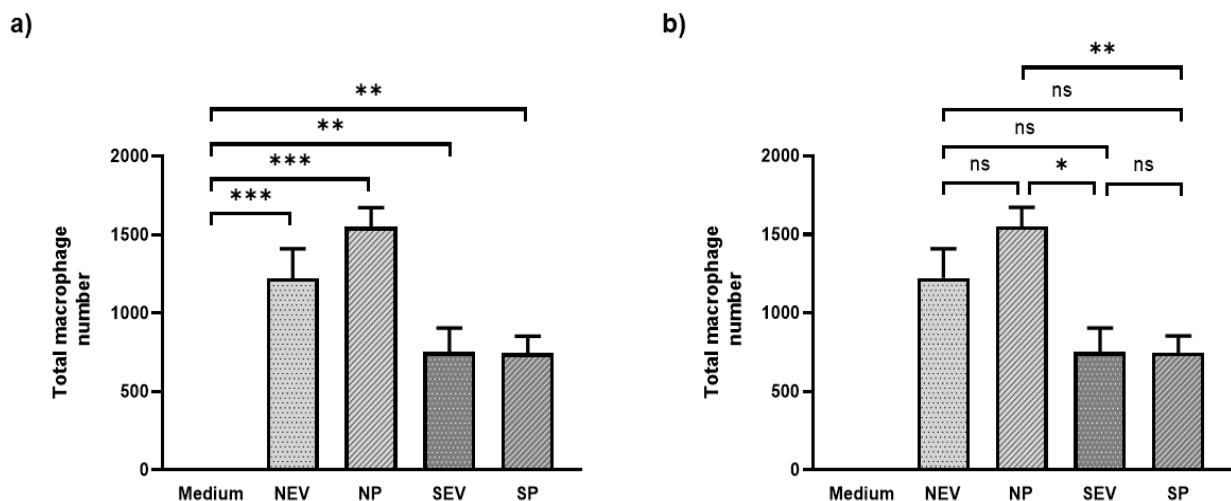 a)
**
**
***
***
2000
1500
1000
500
0
Total macrophage
number
Medium NEV NP SEV SP
b)
**
ns
ns
ns * ns
2000
1500
1000
500
0
Total macrophage
number
Medium NEV NP SEV SP